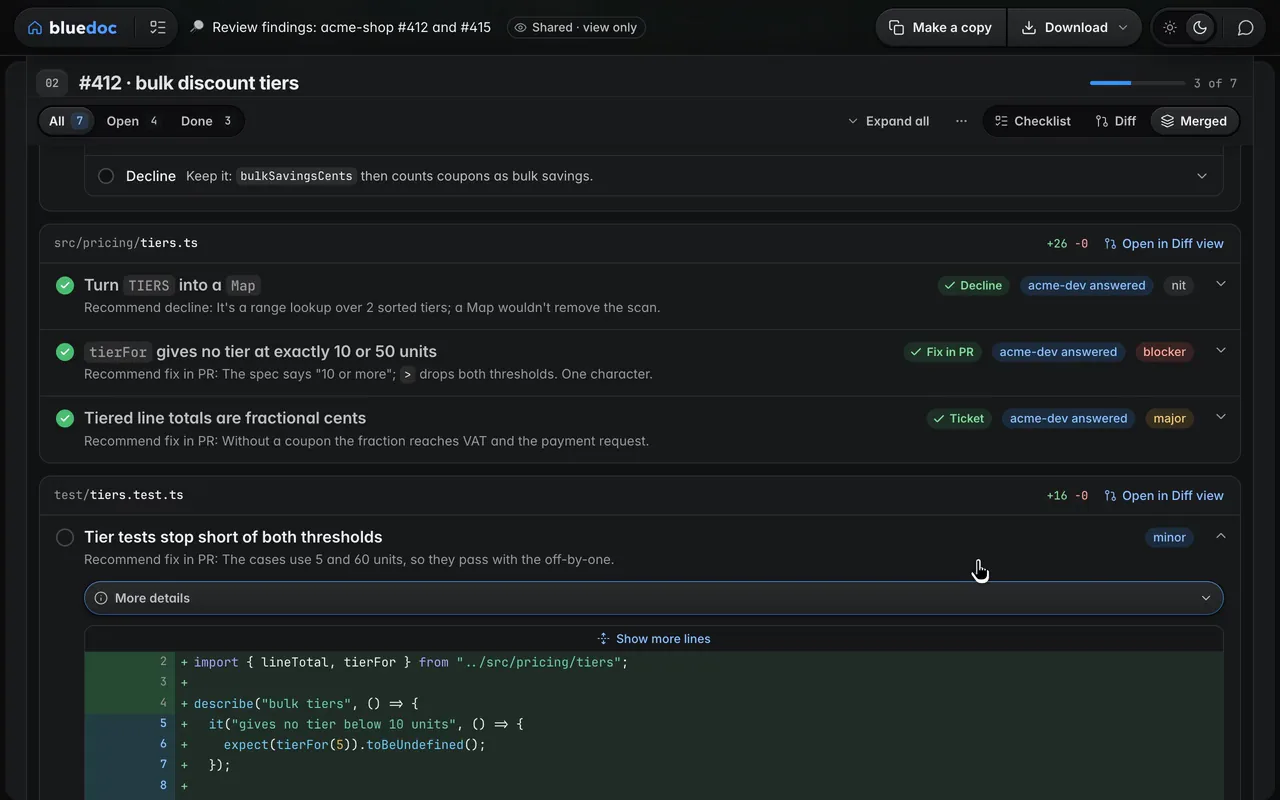 bluedoc
Review findings: acme-shop #412 and #415
Shared · view only
Make a copy
Download
02 #412 · bulk discount tiers
3 of 7
All 7 Open 4 Done 3
Expand all
Checklist
Diff
Merged
Decline Keep it: bulkSavingsCents then counts coupons as bulk savings.
src/pricing/tiers.ts
+26 -0 Open in Diff view
Turn TIERS into a Map
Decline acme-dev answered nit
Recommend decline: It's a range lookup over 2 sorted tiers; a Map wouldn't remove the scan.
tierFor gives no tier at exactly 10 or 50 units
Fix in PR acme-dev answered blocker
Recommend fix in PR: The spec says "10 or more"; > drops both thresholds. One character.
Tiered line totals are fractional cents
Ticket acme-dev answered major
Recommend fix in PR: Without a coupon the fraction reaches VAT and the payment request.
test/tiers.test.ts
+16 -0 Open in Diff view
Tier tests stop short of both thresholds
minor
Recommend fix in PR: The cases use 5 and 60 units, so they pass with the off-by-one.
More details
Show more lines
2 + import { lineTotal, tierFor } from "../src/pricing/tiers";
3 +
4 + describe("bulk tiers", () => {
5 + it("gives no tier below 10 units", () => {
6 + expect(tierFor(5)).toBeUndefined();
7 + });
8 +